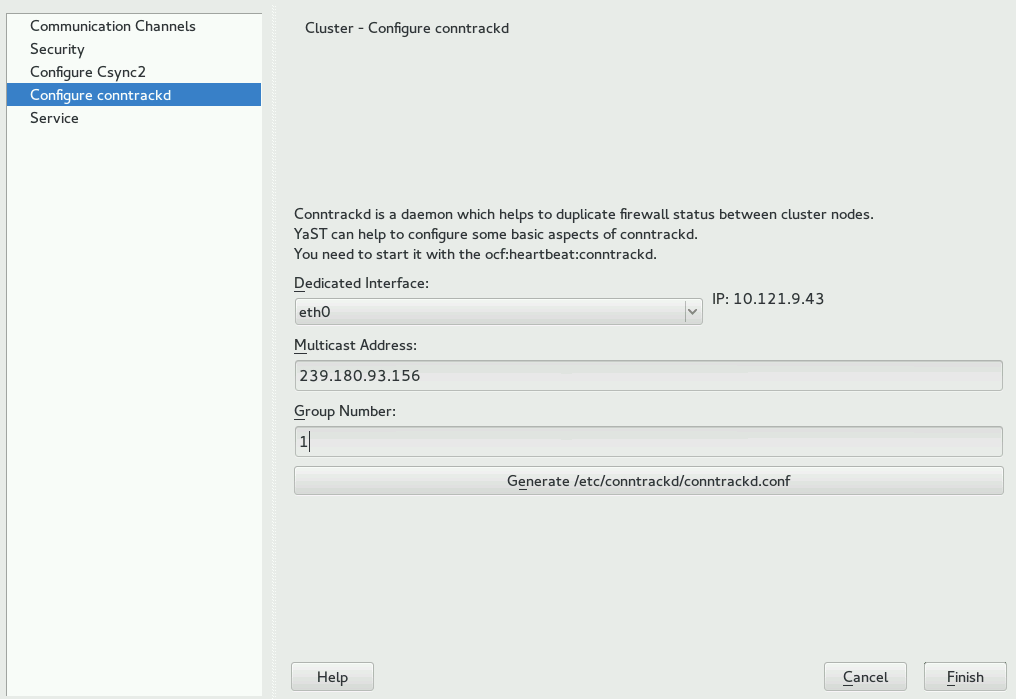 Communication Channels
Security
Configure Csync2
Configure conntrackd
Service
Cluster - Configure conntrackd
Conntrackd is a daemon which helps to duplicate firewall status between cluster nodes.
YaST can help to configure some basic aspects of conntrackd.
You need to start it with the ocf:heartbeat:conntrackd.
Dedicated Interface:
eth0
IP: 10.121.9.43
Multicast Address:
239.180.93.156
Group Number:
1
Generate /etc/conntrackd/conntrackd.conf
Help
Cancel
Finish